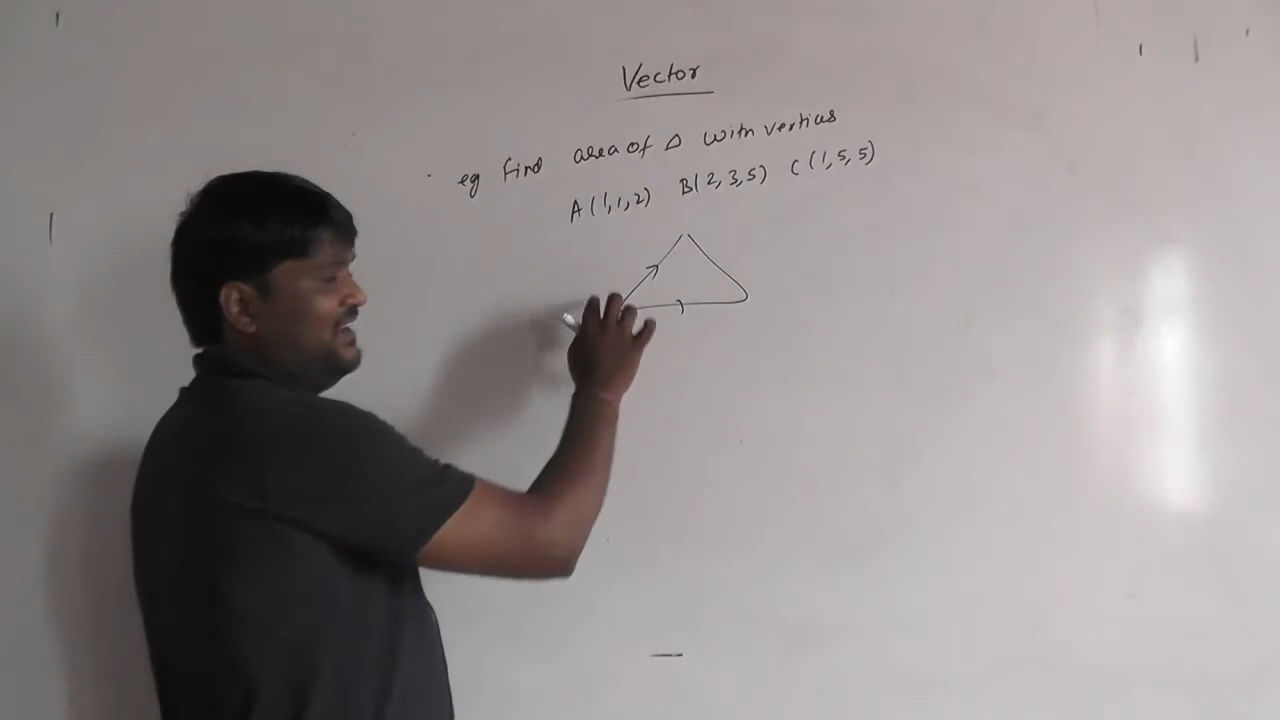 Vector
eg Find area of Δ with vertices
A(1,1,2) B(2,3,5) C(1,5,5)